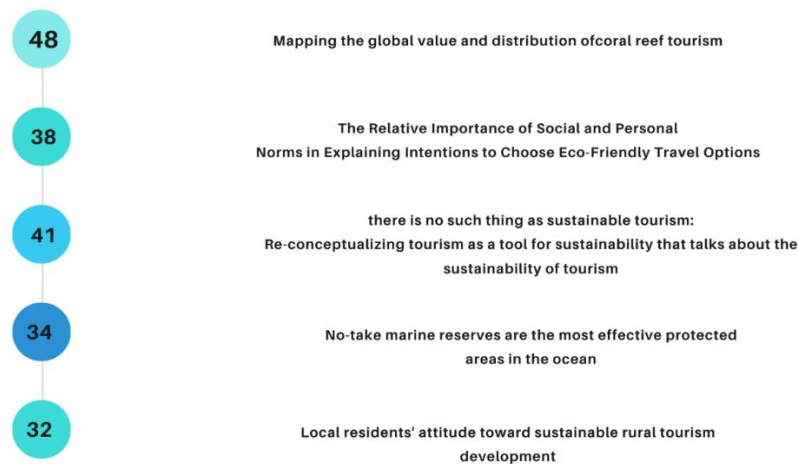 48
Mapping the global value and distribution ofcoral reef tourism
38
The Relative Importance of Social and Personal
Norms in Explaining Intentions to Choose Eco-Friendly Travel Options
41
there is no such thing as sustainable tourism:
Re-conceptualizing tourism as a tool for sustainability that talks about the
sustainability of tourism
34
No-take marine reserves are the most effective protected
areas in the ocean
32
Local residents' attitude toward sustainable rural tourism
development